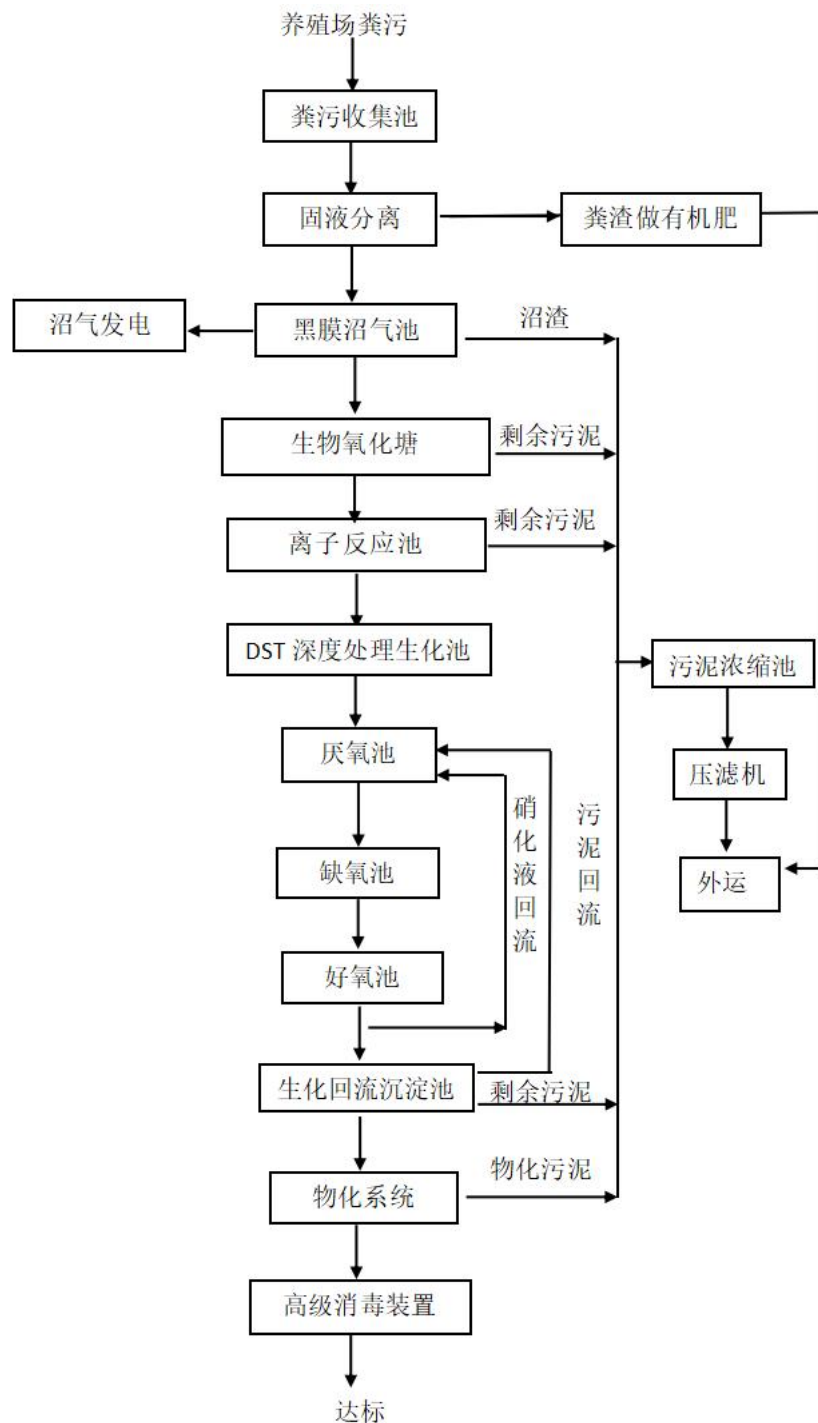 养殖场粪污
粪污收集池
固液分离
粪渣做有机肥
沼气发电
黑膜沼气池
沼渣
生物氧化塘
剩余污泥
离子反应池
剩余污泥
DST 深度处理生化池
污泥浓缩池
厌氧池
压滤机
硝化液回流
污泥回流
缺氧池
外运
好氧池
生化回流沉淀池
剩余污泥
物化系统
物化污泥
高级消毒装置
达标